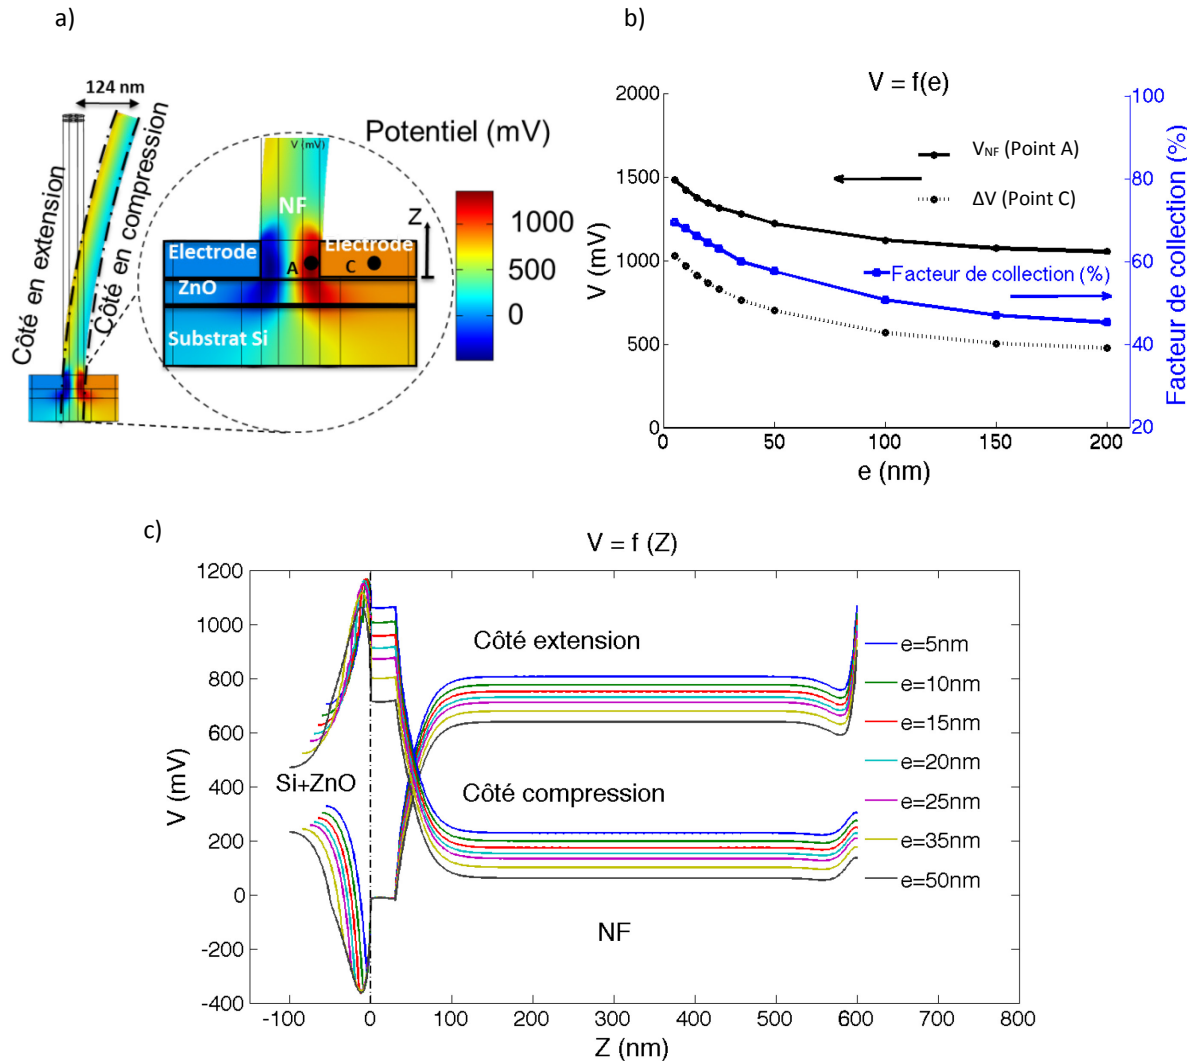 a)
124 nm
Côté en extension
Côté en compression
Potentiel (mV)
V (mV)
NF
Z
Electrode
Electrode
A
C
ZnO
Substrat Si
1000
500
0
b)
V = f(e)
2000
1500
1000
500
0
V (mV)
0
50
100
150
200
e (nm)
100
80
60
40
20
Facteur de collection (%)
VNF (Point A)
ΔV (Point C)
Facteur de collection (%)
c)
V = f (Z)
1200
1000
800
600
400
200
0
-200
-400
V (mV)
-100
0
100
200
300
400
500
600
700
800
Z (nm)
Côté extension
Si+ZnO
Côté compression
NF
e=5nm
e=10nm
e=15nm
e=20nm
e=25nm
e=35nm
e=50nm